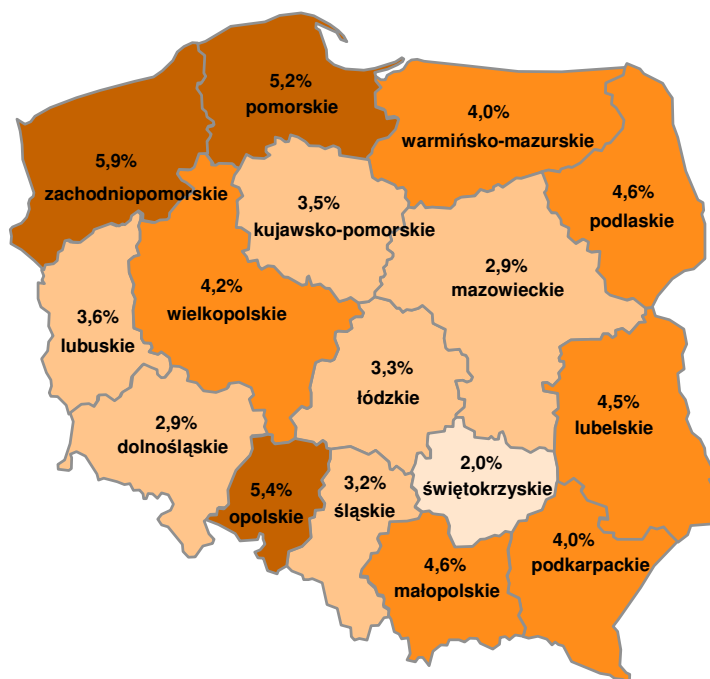 5,2%
pomorskie
4,0%
warmińsko-mazurskie
5,9%
zachodniopomorskie
4,6%
podlaskie
3,5%
kujawsko-pomorskie
2,9%
mazowieckie
4,2%
wielkopolskie
3,6%
lubuskie
3,3%
łódzkie
4,5%
lubelskie
2,9%
dolnośląskie
2,0%
świętokrzyskie
5,4%
opolskie
3,2%
śląskie
4,0%
podkarpackie
4,6%
małopolskie